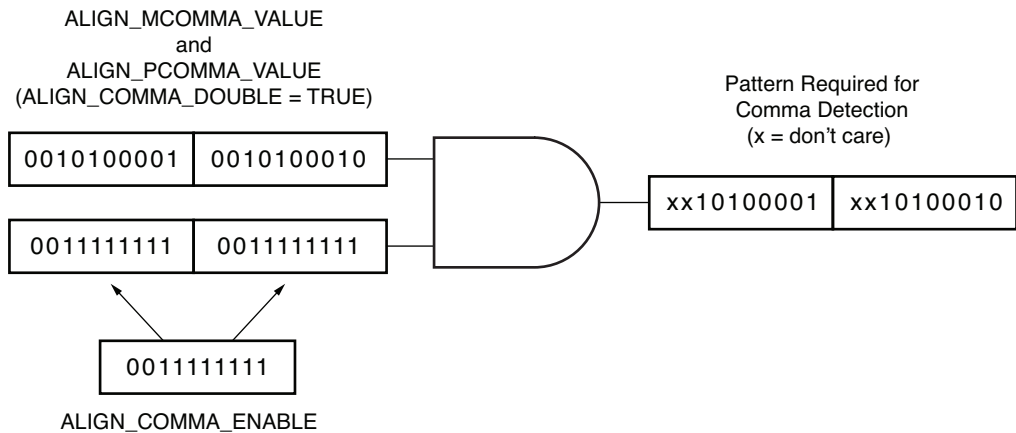 ALIGN_MCOMMA_VALUE
and
ALIGN_PCOMMA_VALUE
(ALIGN_COMMA_DOUBLE = TRUE)
Pattern Required for
Comma Detection
(x = don't care)
0010100001 0010100010
xx10100001 xx10100010
0011111111 0011111111
0011111111
ALIGN_COMMA_ENABLE